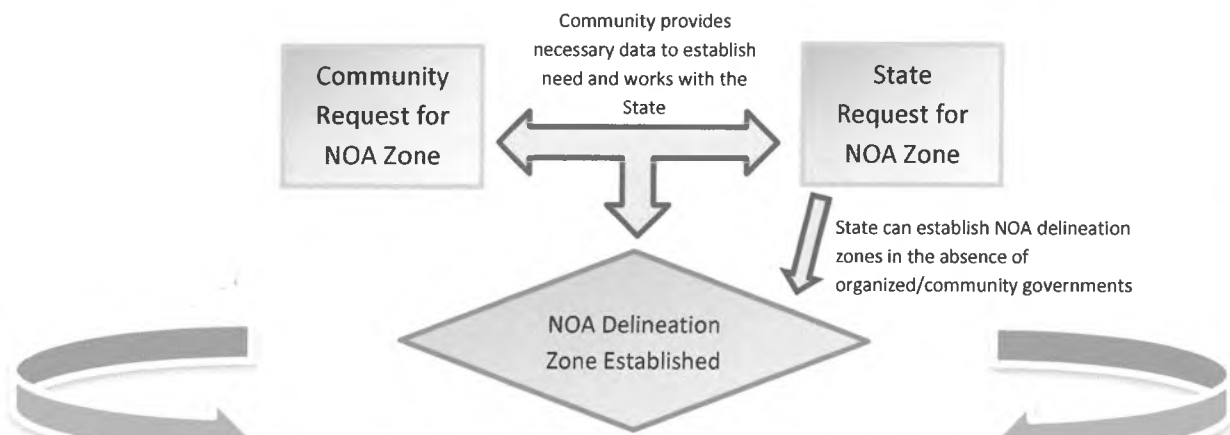 Community provides
necessary data to establish
need and works with the
State
Community
Request for
NOA Zone
State
Request for
NOA Zone
State can establish NOA delineation
zones in the absence of
organized/community governments
NOA Delineation
Zone Established